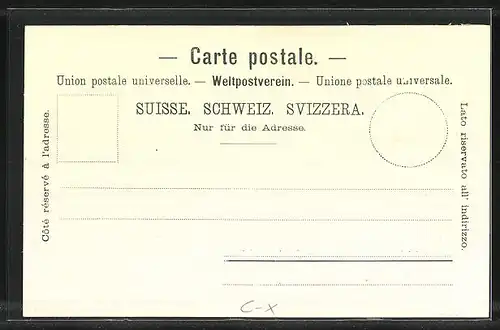 — Carte postale. —
Union postale universelle. — Weltpostverein. — Unione postale universale.
SUISSE. SCHWEIZ. SVIZZERA.
Nur für die Adresse.
Côté réservé à l'adresse.
Lato riservato all' indirizzo.
C-X